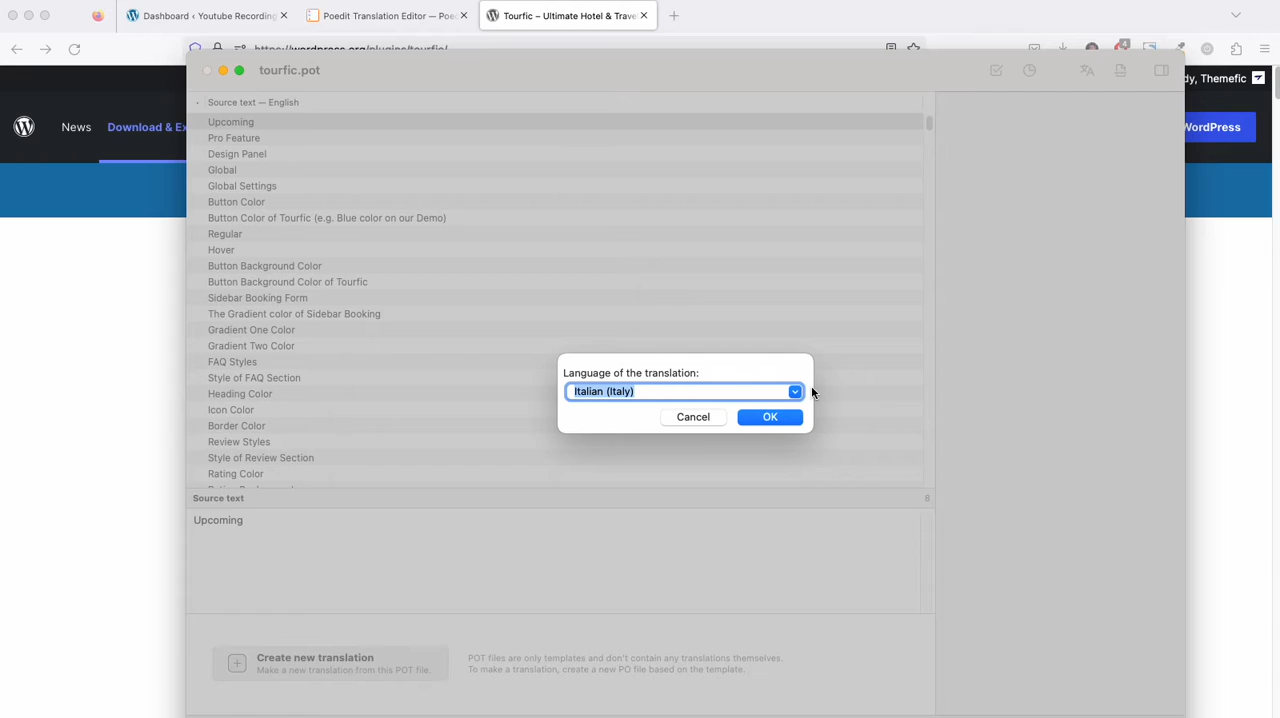 Dashboard ‹ Youtube Recording
Poedit Translation Editor — Poe
Tourfic – Ultimate Hotel & Trave
https://wordpress.org/plugins/tourfic/
4
tourfic.pot
dy, Themefic
News
Download & Ex
WordPress
Source text — English
Upcoming
Pro Feature
Design Panel
Global
Global Settings
Button Color
Button Color of Tourfic (e.g. Blue color on our Demo)
Regular
Hover
Button Background Color
Button Background Color of Tourfic
Sidebar Booking Form
The Gradient color of Sidebar Booking
Gradient One Color
Gradient Two Color
FAQ Styles
Style of FAQ Section
Heading Color
Icon Color
Border Color
Review Styles
Style of Review Section
Rating Color
Language of the translation:
Italian (Italy)
Cancel
OK
Source text
8
Upcoming
Create new translation
Make a new translation from this POT file.
POT files are only templates and don't contain any translations themselves.
To make a translation, create a new PO file based on the template.